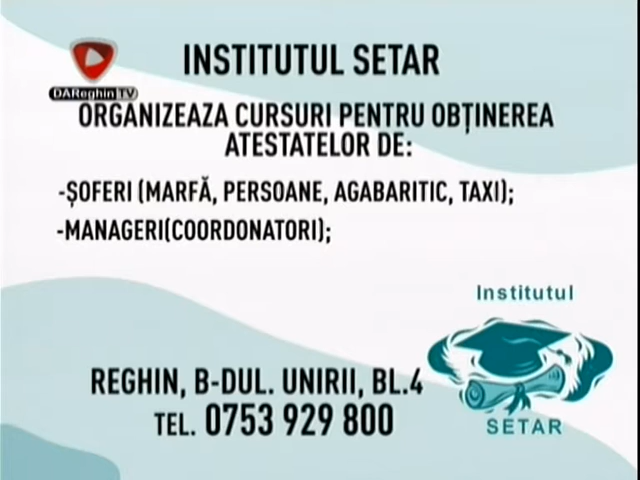 INSTITUTUL SETAR
DAReghin TV
ORGANIZEAZA CURSURI PENTRU OBȚINEREA
ATESTATELOR DE:
-ȘOFERI (MARFĂ, PERSOANE, AGABARITIC, TAXI);
-MANAGERI(COORDONATORI);
Institutul
SETAR
REGHIN, B-DUL. UNIRII, BL.4
TEL. 0753 929 800